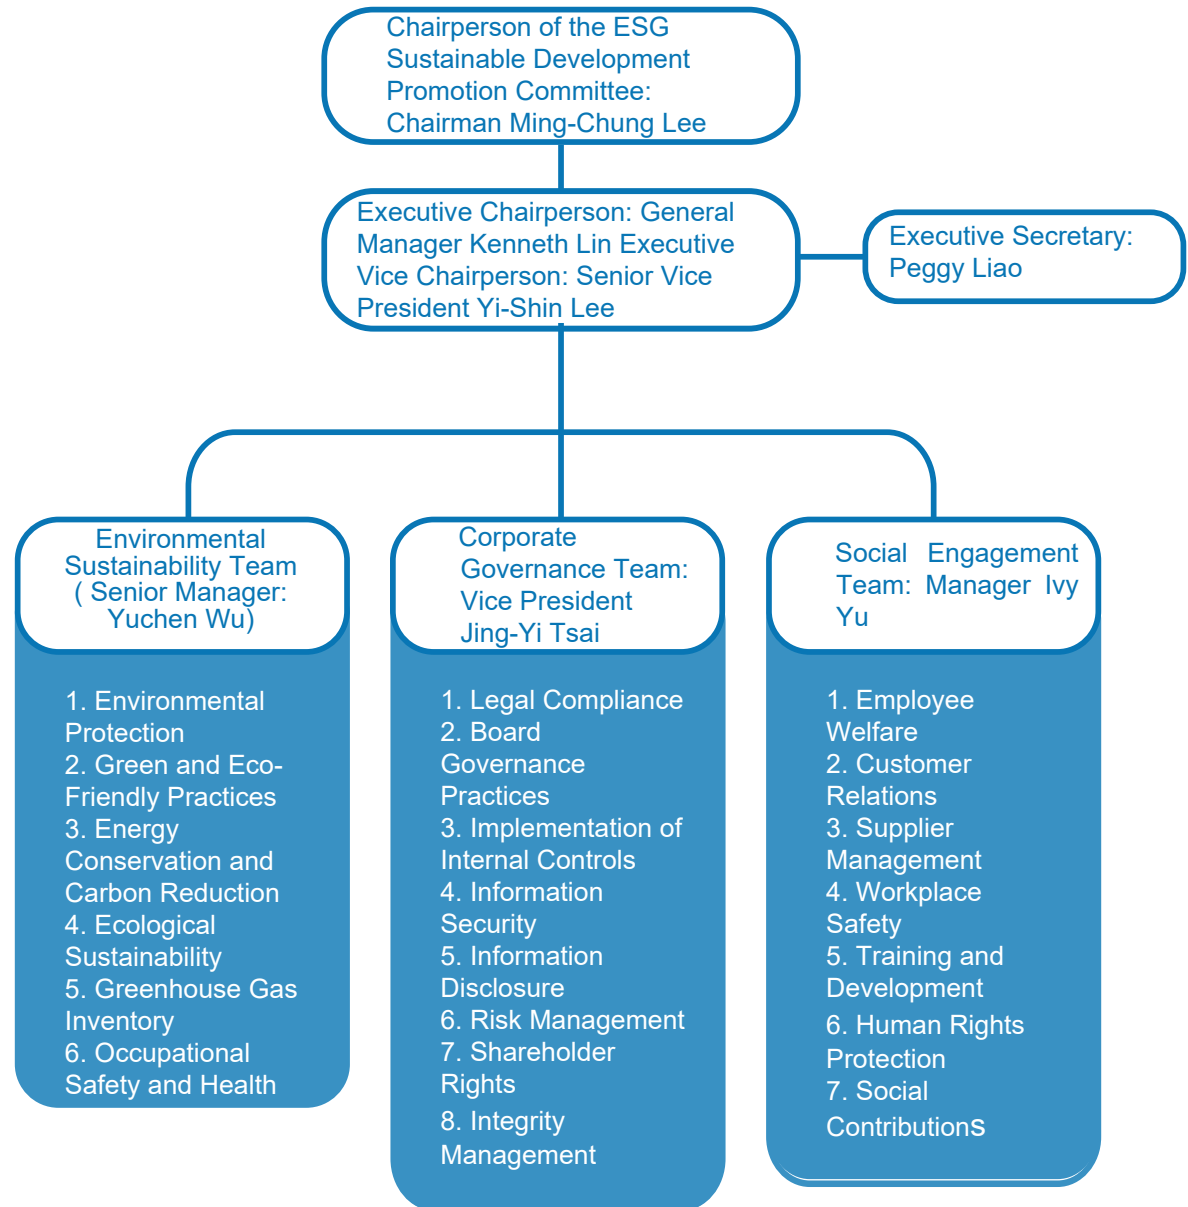 Chairperson of the ESG
Sustainable Development
Promotion Committee:
Chairman Ming-Chung Lee
Executive Chairperson: General
Manager Kenneth Lin Executive
Vice Chairperson: Senior Vice
President Yi-Shin Lee
Executive Secretary:
Peggy Liao
Environmental
Sustainability Team
( Senior Manager:
Yuchen Wu)
1. Environmental
Protection
2. Green and Eco-
Friendly Practices
3. Energy
Conservation and
Carbon Reduction
4. Ecological
Sustainability
5. Greenhouse Gas
Inventory
6. Occupational
Safety and Health
Corporate
Governance Team:
Vice President
Jing-Yi Tsai
1. Legal Compliance
2. Board
Governance
Practices
3. Implementation of
Internal Controls
4. Information
Security
5. Information
Disclosure
6. Risk Management
7. Shareholder
Rights
8. Integrity
Management
Social Engagement
Team: Manager Ivy
Yu
1. Employee
Welfare
2. Customer
Relations
3. Supplier
Management
4. Workplace
Safety
5. Training and
Development
6. Human Rights
Protection
7. Social
Contributions